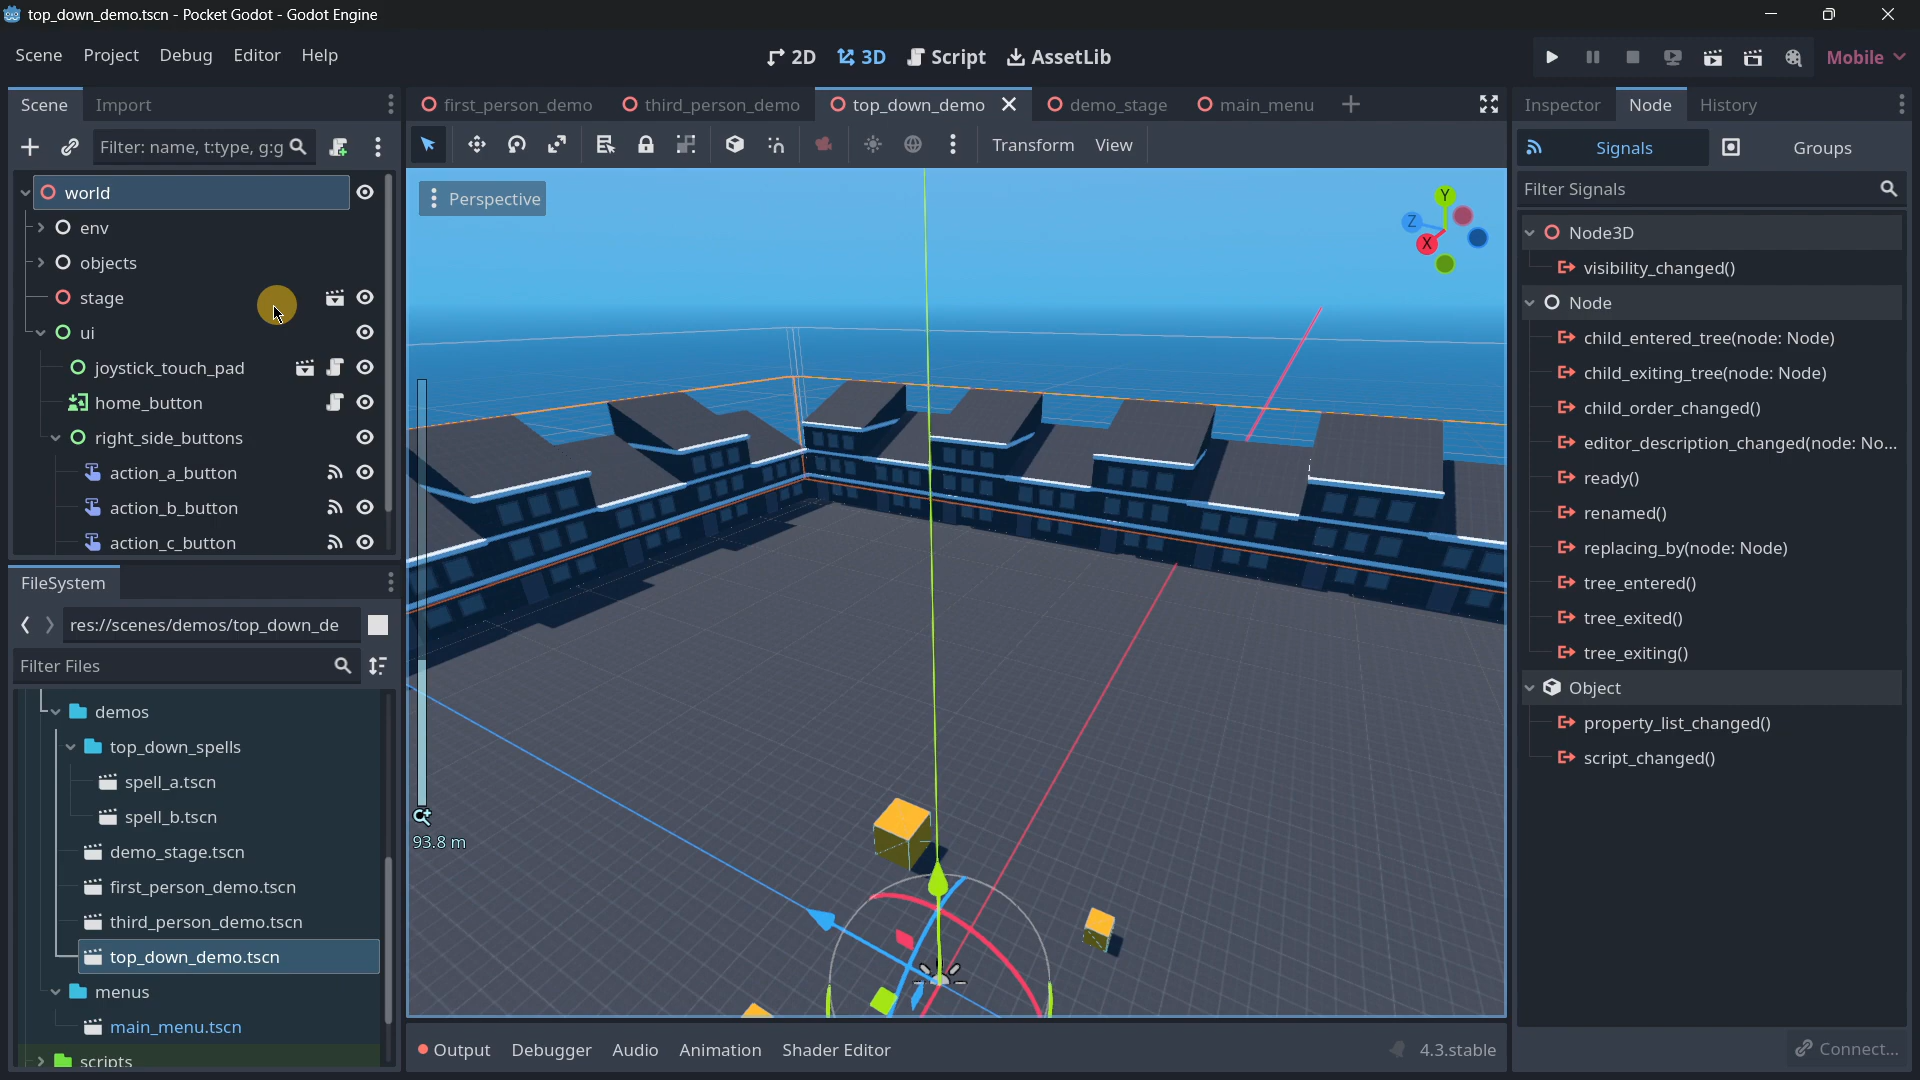 top_down_demo.tscn - Pocket Godot - Godot Engine
Scene Project Debug Editor Help
2D 3D Script AssetLib
Mobile
Scene Import
first_person_demo third_person_demo top_down_demo demo_stage main_menu
Inspector Node History
Filter: name, t:type, g:g
Transform View
Signals Groups
Filter Signals
world
env
objects
stage
ui
joystick_touch_pad
home_button
right_side_buttons
action_a_button
action_b_button
action_c_button
Perspective
Y
Z
X
93.8 m
Node3D
visibility_changed()
Node
child_entered_tree(node: Node)
child_exiting_tree(node: Node)
child_order_changed()
editor_description_changed(node: No...
ready()
renamed()
replacing_by(node: Node)
tree_entered()
tree_exited()
tree_exiting()
Object
property_list_changed()
script_changed()
FileSystem
res://scenes/demos/top_down_de
Filter Files
demos
top_down_spells
spell_a.tscn
spell_b.tscn
demo_stage.tscn
first_person_demo.tscn
third_person_demo.tscn
top_down_demo.tscn
menus
main_menu.tscn
scripts
Output Debugger Audio Animation Shader Editor
4.3.stable
Connect...